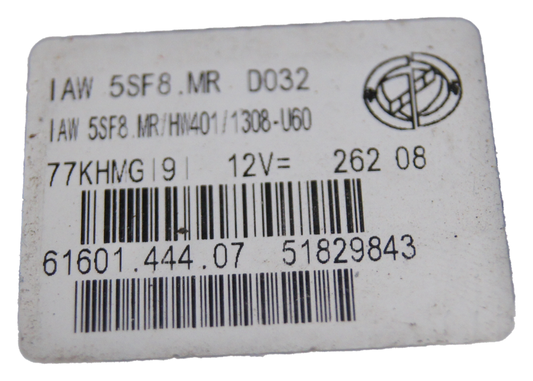 IAW 5SF8.MR D032
IAW 5SF8.MR/HW401/1308-U60
77KHMG|9| 12V= 262 08
61601.444.07 51829843